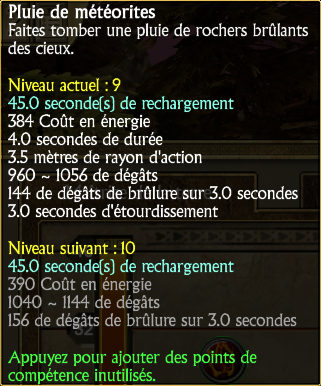 Pluie de météorites
Faites tomber une pluie de rochers brûlants
des cieux.
Niveau actuel : 9
45.0 seconde(s) de rechargement
384 Coût en énergie
4.0 secondes de durée
3.5 mètres de rayon d'action
960 ~ 1056 de dégâts
144 de dégâts de brûlure sur 3.0 secondes
3.0 secondes d'étourdissement
Niveau suivant : 10
45.0 seconde(s) de rechargement
390 Coût en énergie
1040 ~ 1144 de dégâts
156 de dégâts de brûlure sur 3.0 secondes
Appuyez pour ajouter des points de
compétence inutilisés.